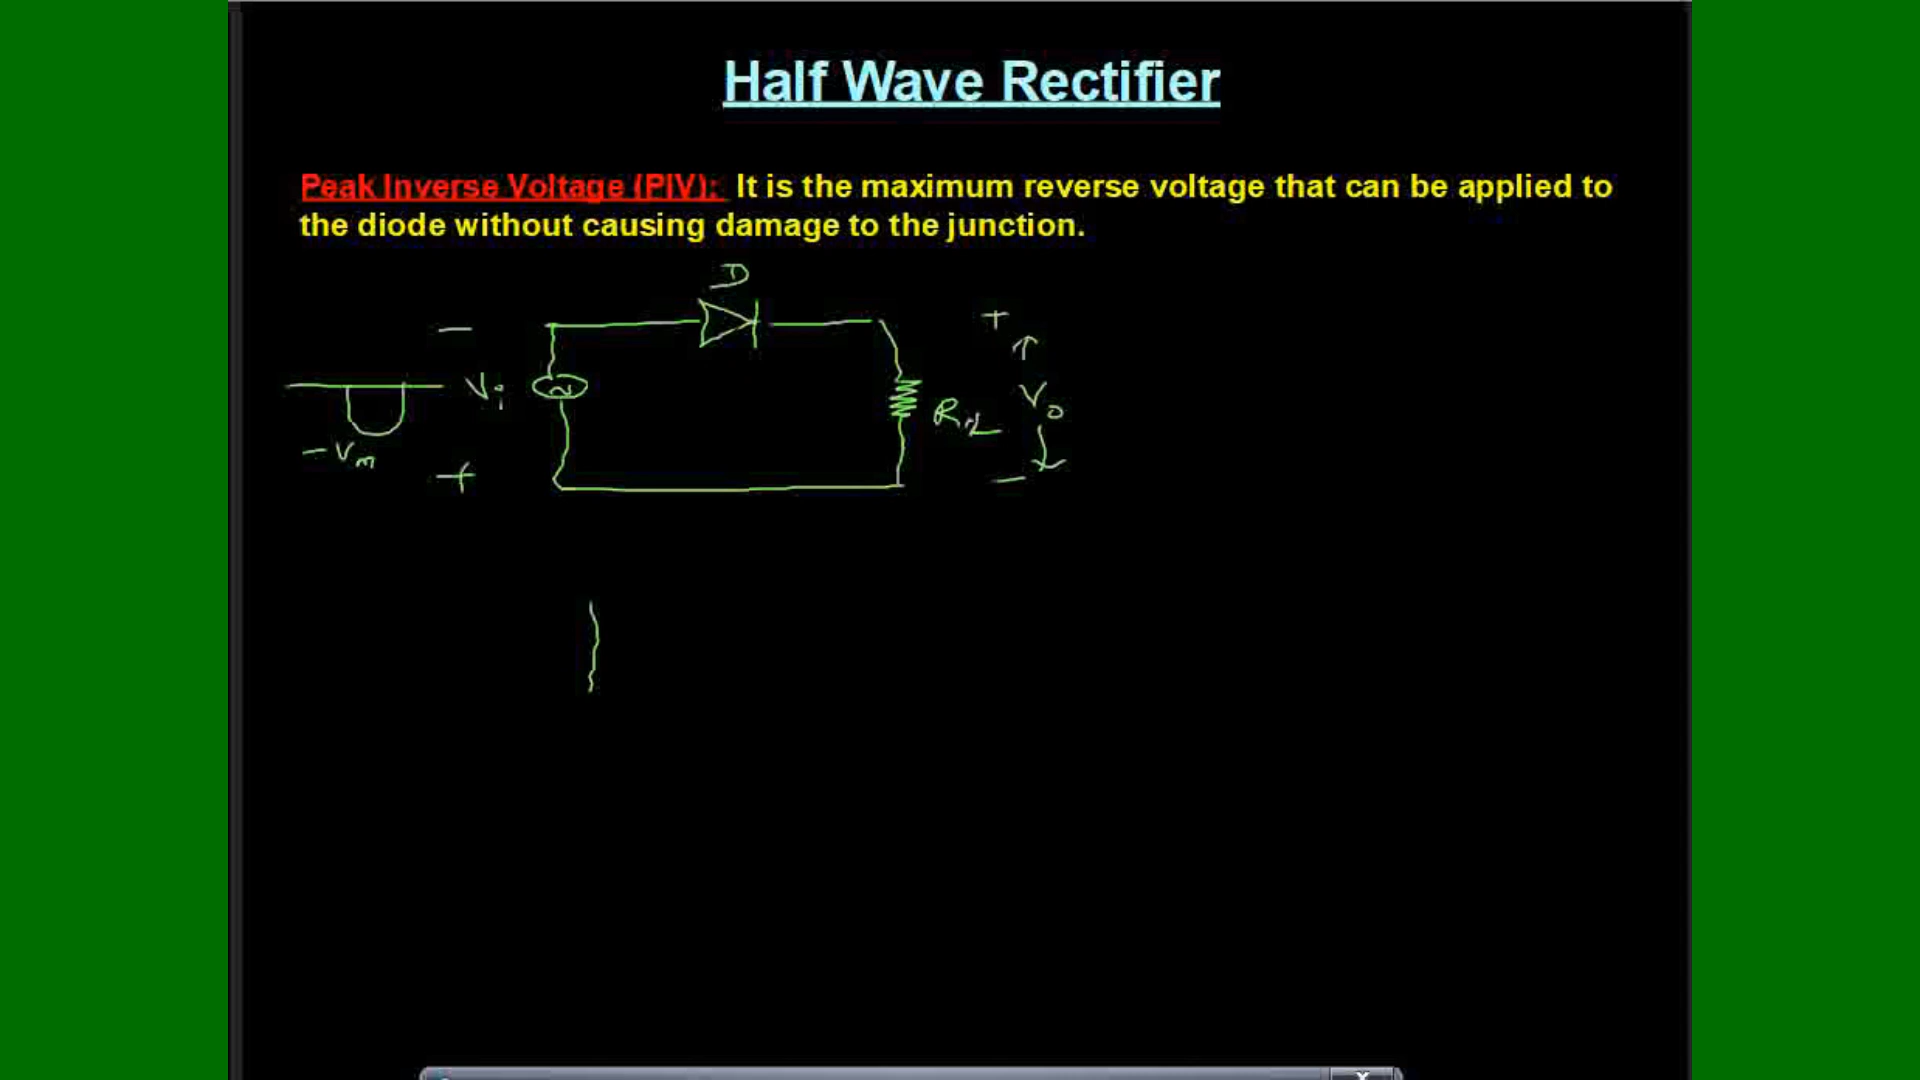 Half Wave Rectifier
Peak Inverse Voltage (PIV): It is the maximum reverse voltage that can be applied to
the diode without causing damage to the junction.
D
− +
Vi ~ Vo
RL
−Vm
+ −